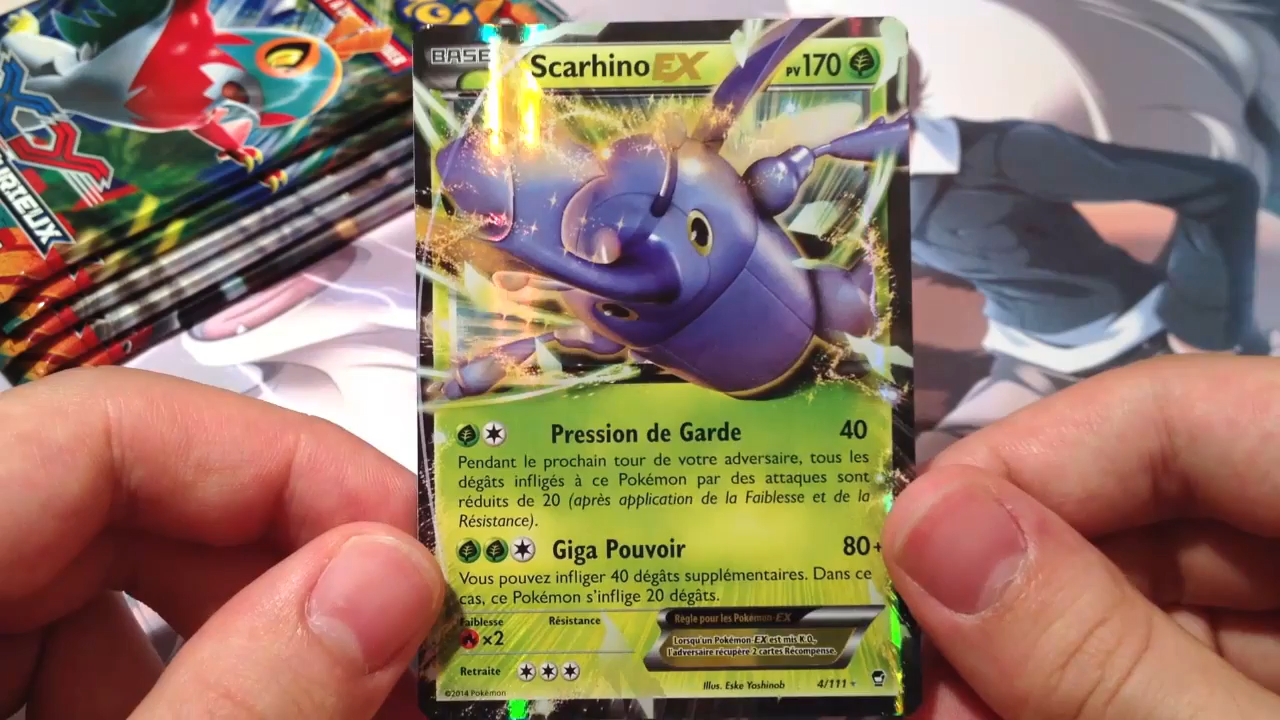 XY
BASE
Scarhino EX
PV 170
Pression de Garde 40
Pendant le prochain tour de votre adversaire, tous les
dégâts infligés à ce Pokémon par des attaques sont
réduits de 20 (après application de la Faiblesse et de la
Résistance).
Giga Pouvoir 80+
Vous pouvez infliger 40 dégâts supplémentaires. Dans ce
cas, ce Pokémon s'inflige 20 dégâts.
Faiblesse Résistance
×2
Règle pour les Pokémon-EX
Lorsqu'un Pokémon-EX est mis K.O.,
l'adversaire récupère 2 cartes Récompense.
Retraite
Illus. Eske Yoshinob 4/111
©2014 Pokémon